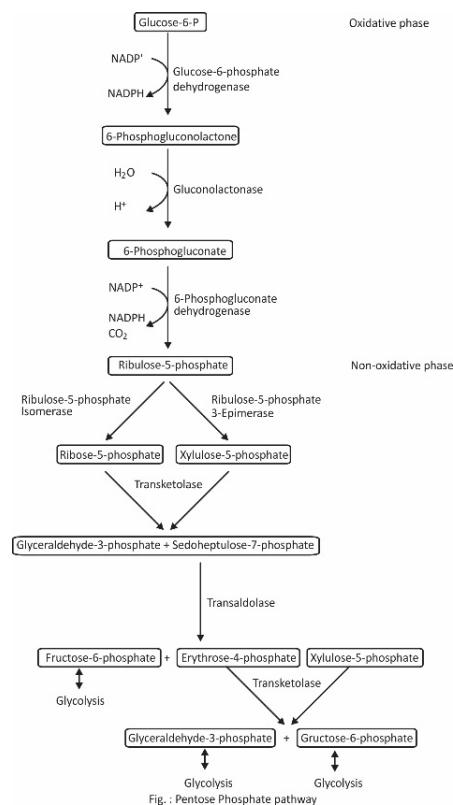 Glucose-6-P
Oxidative phase
NADP'
Glucose-6-phosphate
dehydrogenase
NADPH
6-Phosphogluconolactone
H₂O
Gluconolactonase
H⁺
6-Phosphogluconate
NADP⁺
6-Phosphogluconate
dehydrogenase
NADPH
CO₂
Ribulose-5-phosphate
Non-oxidative phase
Ribulose-5-phosphate
Isomerase
Ribulose-5-phosphate
3-Epimerase
Ribose-5-phosphate
Xylulose-5-phosphate
Transketolase
Glyceraldehyde-3-phosphate + Sedoheptulose-7-phosphate
Transaldolase
Fructose-6-phosphate + Erythrose-4-phosphate
Xylulose-5-phosphate
Glycolysis
Transketolase
Glyceraldehyde-3-phosphate + Gructose-6-phosphate
Glycolysis
Glycolysis
Fig. : Pentose Phosphate pathway